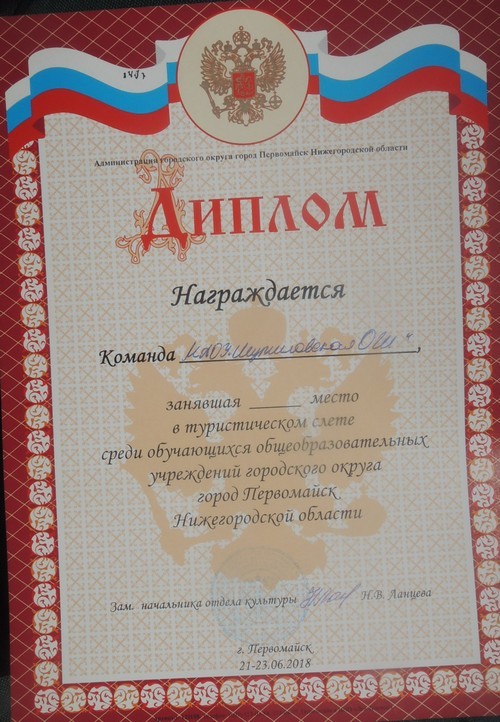 Администрация городского округа город Первомайск Нижегородской области
Диплом
Награждается
Команда ОШ",
занявшая ______ место
в туристическом слете
среди обучающихся общеобразовательных
учреждений городского округа
город Первомайск
Нижегородской области
Зам. начальника отдела культуры Н.В. Ланцева
г. Первомайск
21-23.06.2018